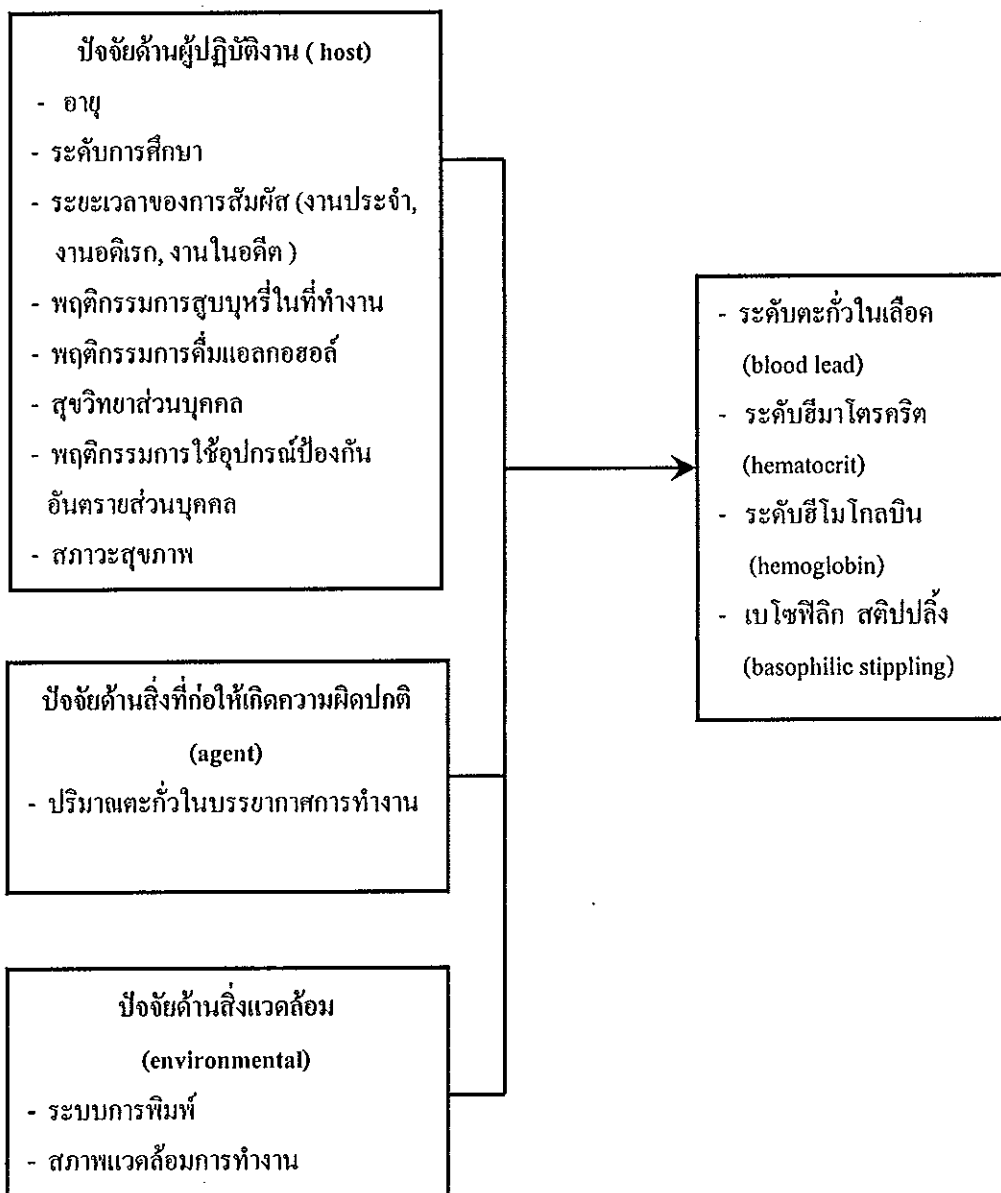 ปัจจัยด้านผู้ปฏิบัติงาน ( host)
- อายุ
- ระดับการศึกษา
- ระยะเวลาของการสัมผัส (งานประจำ,
งานอดิเรก, งานในอดีต )
- พฤติกรรมการสูบบุหรี่ในที่ทำงาน
- พฤติกรรมการดื่มแอลกอฮอล์
- สุขวิทยาส่วนบุคคล
- พฤติกรรมการใช้อุปกรณ์ป้องกัน
อันตรายส่วนบุคคล
- สภาวะสุขภาพ
ปัจจัยด้านสิ่งที่ก่อให้เกิดความผิดปกติ
(agent)
- ปริมาณตะกั่วในบรรยากาศการทำงาน
ปัจจัยด้านสิ่งแวดล้อม
(environmental)
- ระบบการพิมพ์
- สภาพแวดล้อมการทำงาน
- ระดับตะกั่วในเลือด
(blood lead)
- ระดับฮีมาโตรคริต
(hematocrit)
- ระดับฮีโมโกลบิน
(hemoglobin)
- เบโซฟิลิก สติปปลิ้ง
(basophilic stippling)